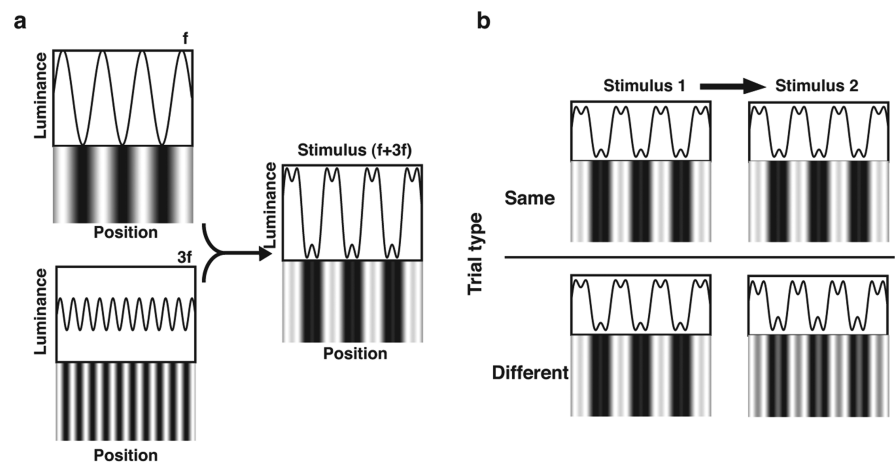 a
f
Luminance
Position
3f
Luminance
Position
Stimulus (f+3f)
Luminance
Position
b
Stimulus 1
Stimulus 2
Trial type
Same
Different